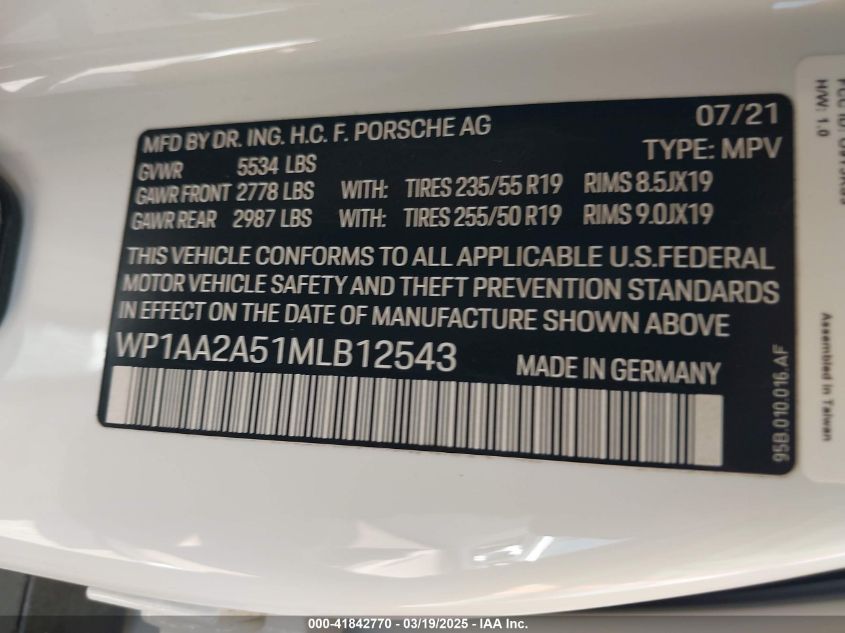 MFD BY DR. ING. H.C. F. PORSCHE AG 07/21
TYPE: MPV
GVWR 5534 LBS
GAWR FRONT 2778 LBS WITH: TIRES 235/55 R19 RIMS 8.5JX19
GAWR REAR 2987 LBS WITH: TIRES 255/50 R19 RIMS 9.0JX19
THIS VEHICLE CONFORMS TO ALL APPLICABLE U.S.FEDERAL
MOTOR VEHICLE SAFETY AND THEFT PREVENTION STANDARDS
IN EFFECT ON THE DATE OF MANUFACTURE SHOWN ABOVE
WP1AA2A51MLB12543 MADE IN GERMANY
95B.010.016.AF
H/W: 1.0
Assembled in Taiwan
000-41842770 - 03/19/2025 - IAA Inc.